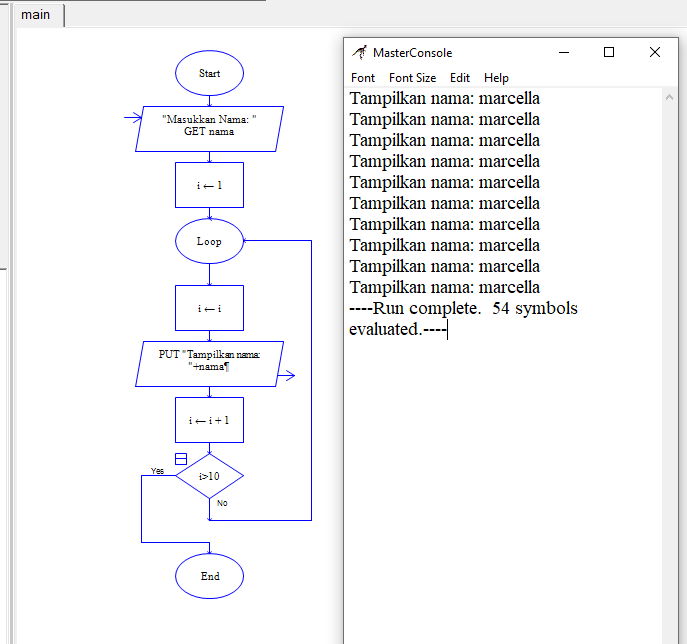 main
Start
"Masukkan Nama: "
GET nama
i ← 1
Loop
i ← i
PUT "Tampilkan nama:
"+nama¶
i ← i + 1
Yes
i>10
No
End
MasterConsole
Font Font Size Edit Help
Tampilkan nama: marcella
Tampilkan nama: marcella
Tampilkan nama: marcella
Tampilkan nama: marcella
Tampilkan nama: marcella
Tampilkan nama: marcella
Tampilkan nama: marcella
Tampilkan nama: marcella
Tampilkan nama: marcella
Tampilkan nama: marcella
----Run complete.  54 symbols
evaluated.----